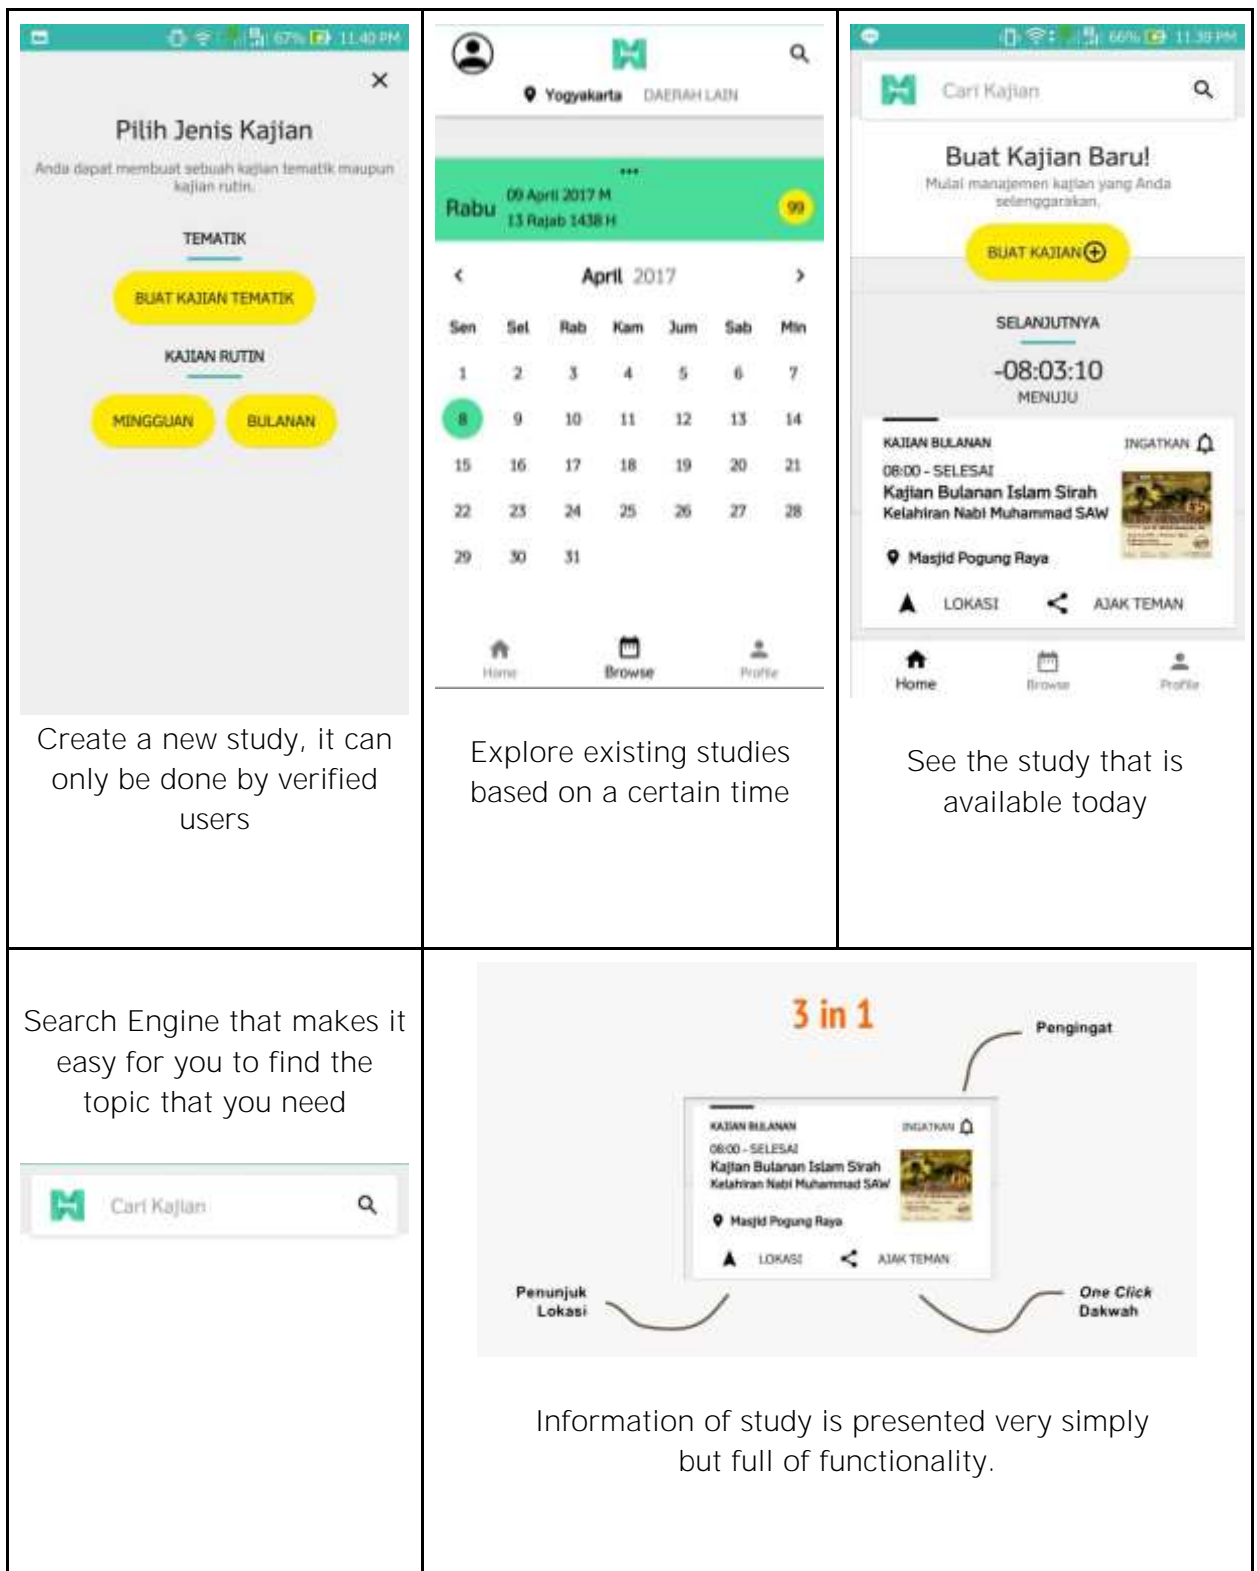 67% 11.40 PM
Pilih Jenis Kajian
Anda dapat membuat sebuah kajian tematik maupun
kajian rutin.
TEMATIK
BUAT KAJIAN TEMATIK
KAJIAN RUTIN
MINGGUAN BULANAN
Create a new study, it can
only be done by verified
users
Yogyakarta DAERAH LAIN
Rabu
09 April 2017 M
13 Rajab 1438 H
99
April 2017
Sen Sel Rab Kam Jum Sab Min
1 2 3 4 5 6 7
8 9 10 11 12 13 14
15 16 17 18 19 20 21
22 23 24 25 26 27 28
29 30 31
Home Browse Profile
Explore existing studies
based on a certain time
66% 11.39 PM
Cari Kajian
Buat Kajian Baru!
Mulai manajemen kajian yang Anda
selenggarakan.
BUAT KAJIAN
SELANJUTNYA
-08:03:10
MENUJU
KAJIAN BULANAN INGATKAN
08:00 - SELESAI
Kajian Bulanan Islam Sirah
Kelahiran Nabi Muhammad SAW
Masjid Pogung Raya
LOKASI AJAK TEMAN
Home Browse Profile
See the study that is
available today
Search Engine that makes it
easy for you to find the
topic that you need
Cari Kajian
3 in 1
Pengingat
KAJIAN BULANAN INGATKAN
08:00 - SELESAI
Kajian Bulanan Islam Sirah
Kelahiran Nabi Muhammad SAW
Masjid Pogung Raya
LOKASI AJAK TEMAN
Penunjuk
Lokasi
One Click
Dakwah
Information of study is presented very simply
but full of functionality.